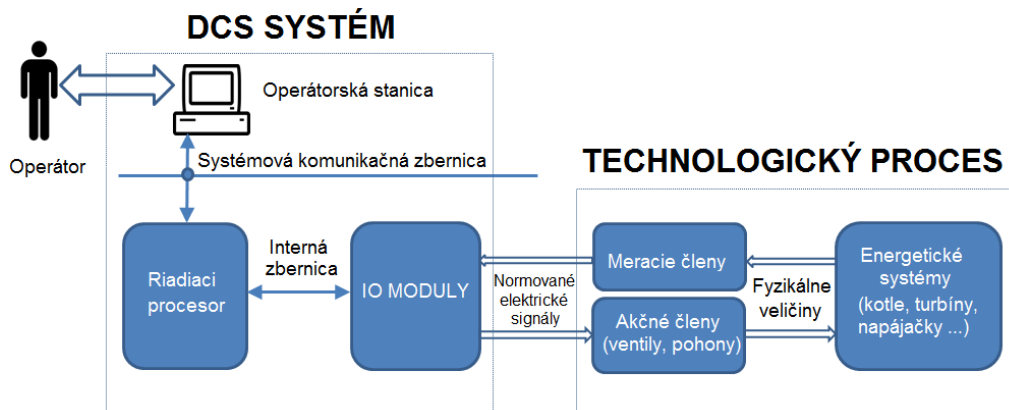 DCS SYSTÉM
Operátorská stanica
Operátor
Systémová komunikačná zbernica
TECHNOLOGICKÝ PROCES
Riadiaci
procesor
Interná
zbernica
IO MODULY
Normované
elektrické
signály
Meracie členy
Akčné členy
(ventily, pohony)
Fyzikálne
veličiny
Energetické
systémy
(kotle, turbíny,
napájačky ...)